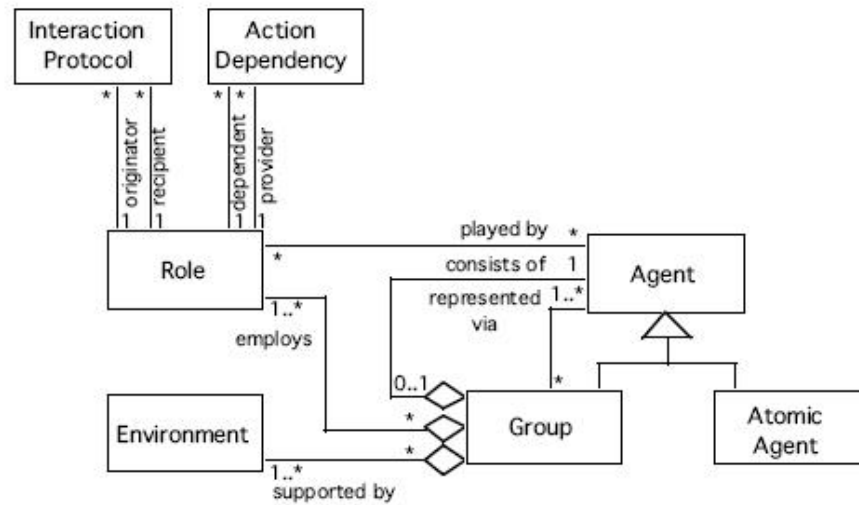 Interaction
Protocol
Action
Dependency
* *
* *
originator
recipient
dependent
provider
1 1
1 1
Role
played by *
*
consists of 1
Agent
represented
via
1..*
1..*
employs
0..1
*
*
Group
Atomic
Agent
Environment
*
1..*
supported by